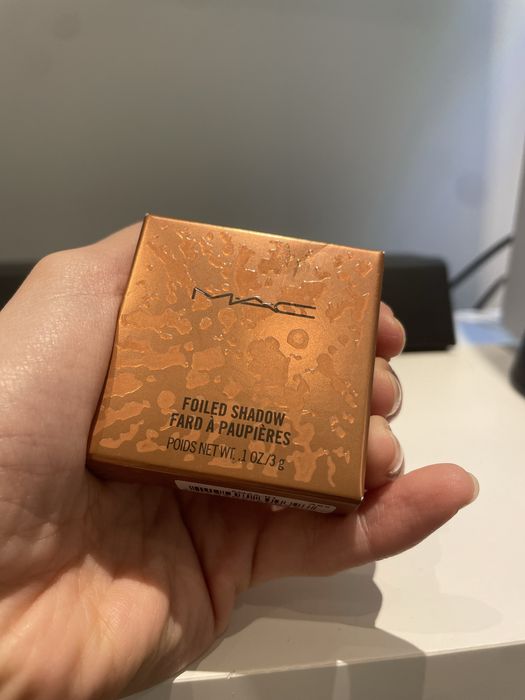 MAC
FOILED SHADOW
FARD À PAUPIÈRES
POIDS NET WT. .1 OZ./3 g